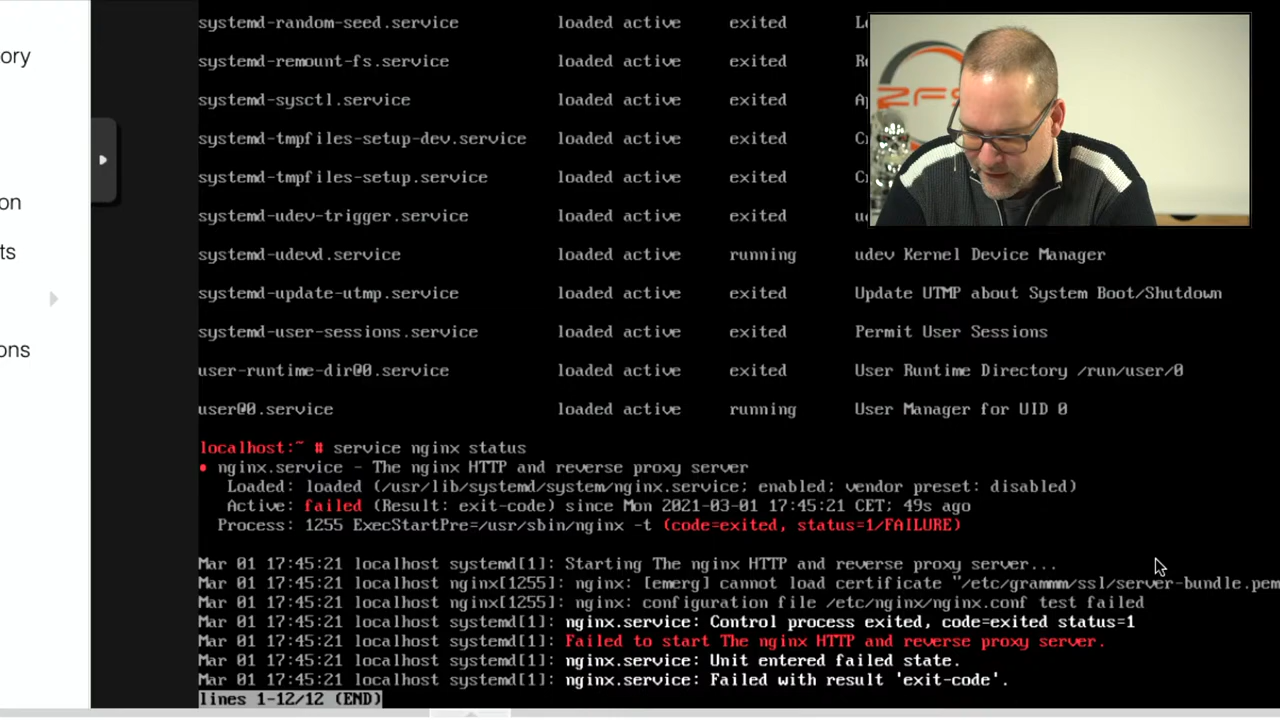 ory
on
ts
ons
systemd-random-seed.service loaded active exited
systemd-remount-fs.service loaded active exited
systemd-sysctl.service loaded active exited
systemd-tmpfiles-setup-dev.service loaded active exited
systemd-tmpfiles-setup.service loaded active exited
systemd-udev-trigger.service loaded active exited
systemd-udevd.service loaded active running udev Kernel Device Manager
systemd-update-utmp.service loaded active exited Update UTMP about System Boot/Shutdown
systemd-user-sessions.service loaded active exited Permit User Sessions
user-runtime-dir@0.service loaded active exited User Runtime Directory /run/user/0
user@0.service loaded active running User Manager for UID 0
localhost:~ # service nginx status
● nginx.service - The nginx HTTP and reverse proxy server
Loaded: loaded (/usr/lib/systemd/system/nginx.service; enabled; vendor preset: disabled)
Active: failed (Result: exit-code) since Mon 2021-03-01 17:45:21 CET; 49s ago
Process: 1255 ExecStartPre=/usr/sbin/nginx -t (code=exited, status=1/FAILURE)
Mar 01 17:45:21 localhost systemd[1]: Starting The nginx HTTP and reverse proxy server...
Mar 01 17:45:21 localhost nginx[1255]: nginx: [emerg] cannot load certificate "/etc/grammm/ssl/server-bundle.pem
Mar 01 17:45:21 localhost nginx[1255]: nginx: configuration file /etc/nginx/nginx.conf test failed
Mar 01 17:45:21 localhost systemd[1]: nginx.service: Control process exited, code=exited status=1
Mar 01 17:45:21 localhost systemd[1]: Failed to start The nginx HTTP and reverse proxy server.
Mar 01 17:45:21 localhost systemd[1]: nginx.service: Unit entered failed state.
Mar 01 17:45:21 localhost systemd[1]: nginx.service: Failed with result 'exit-code'.
lines 1-12/12 (END)